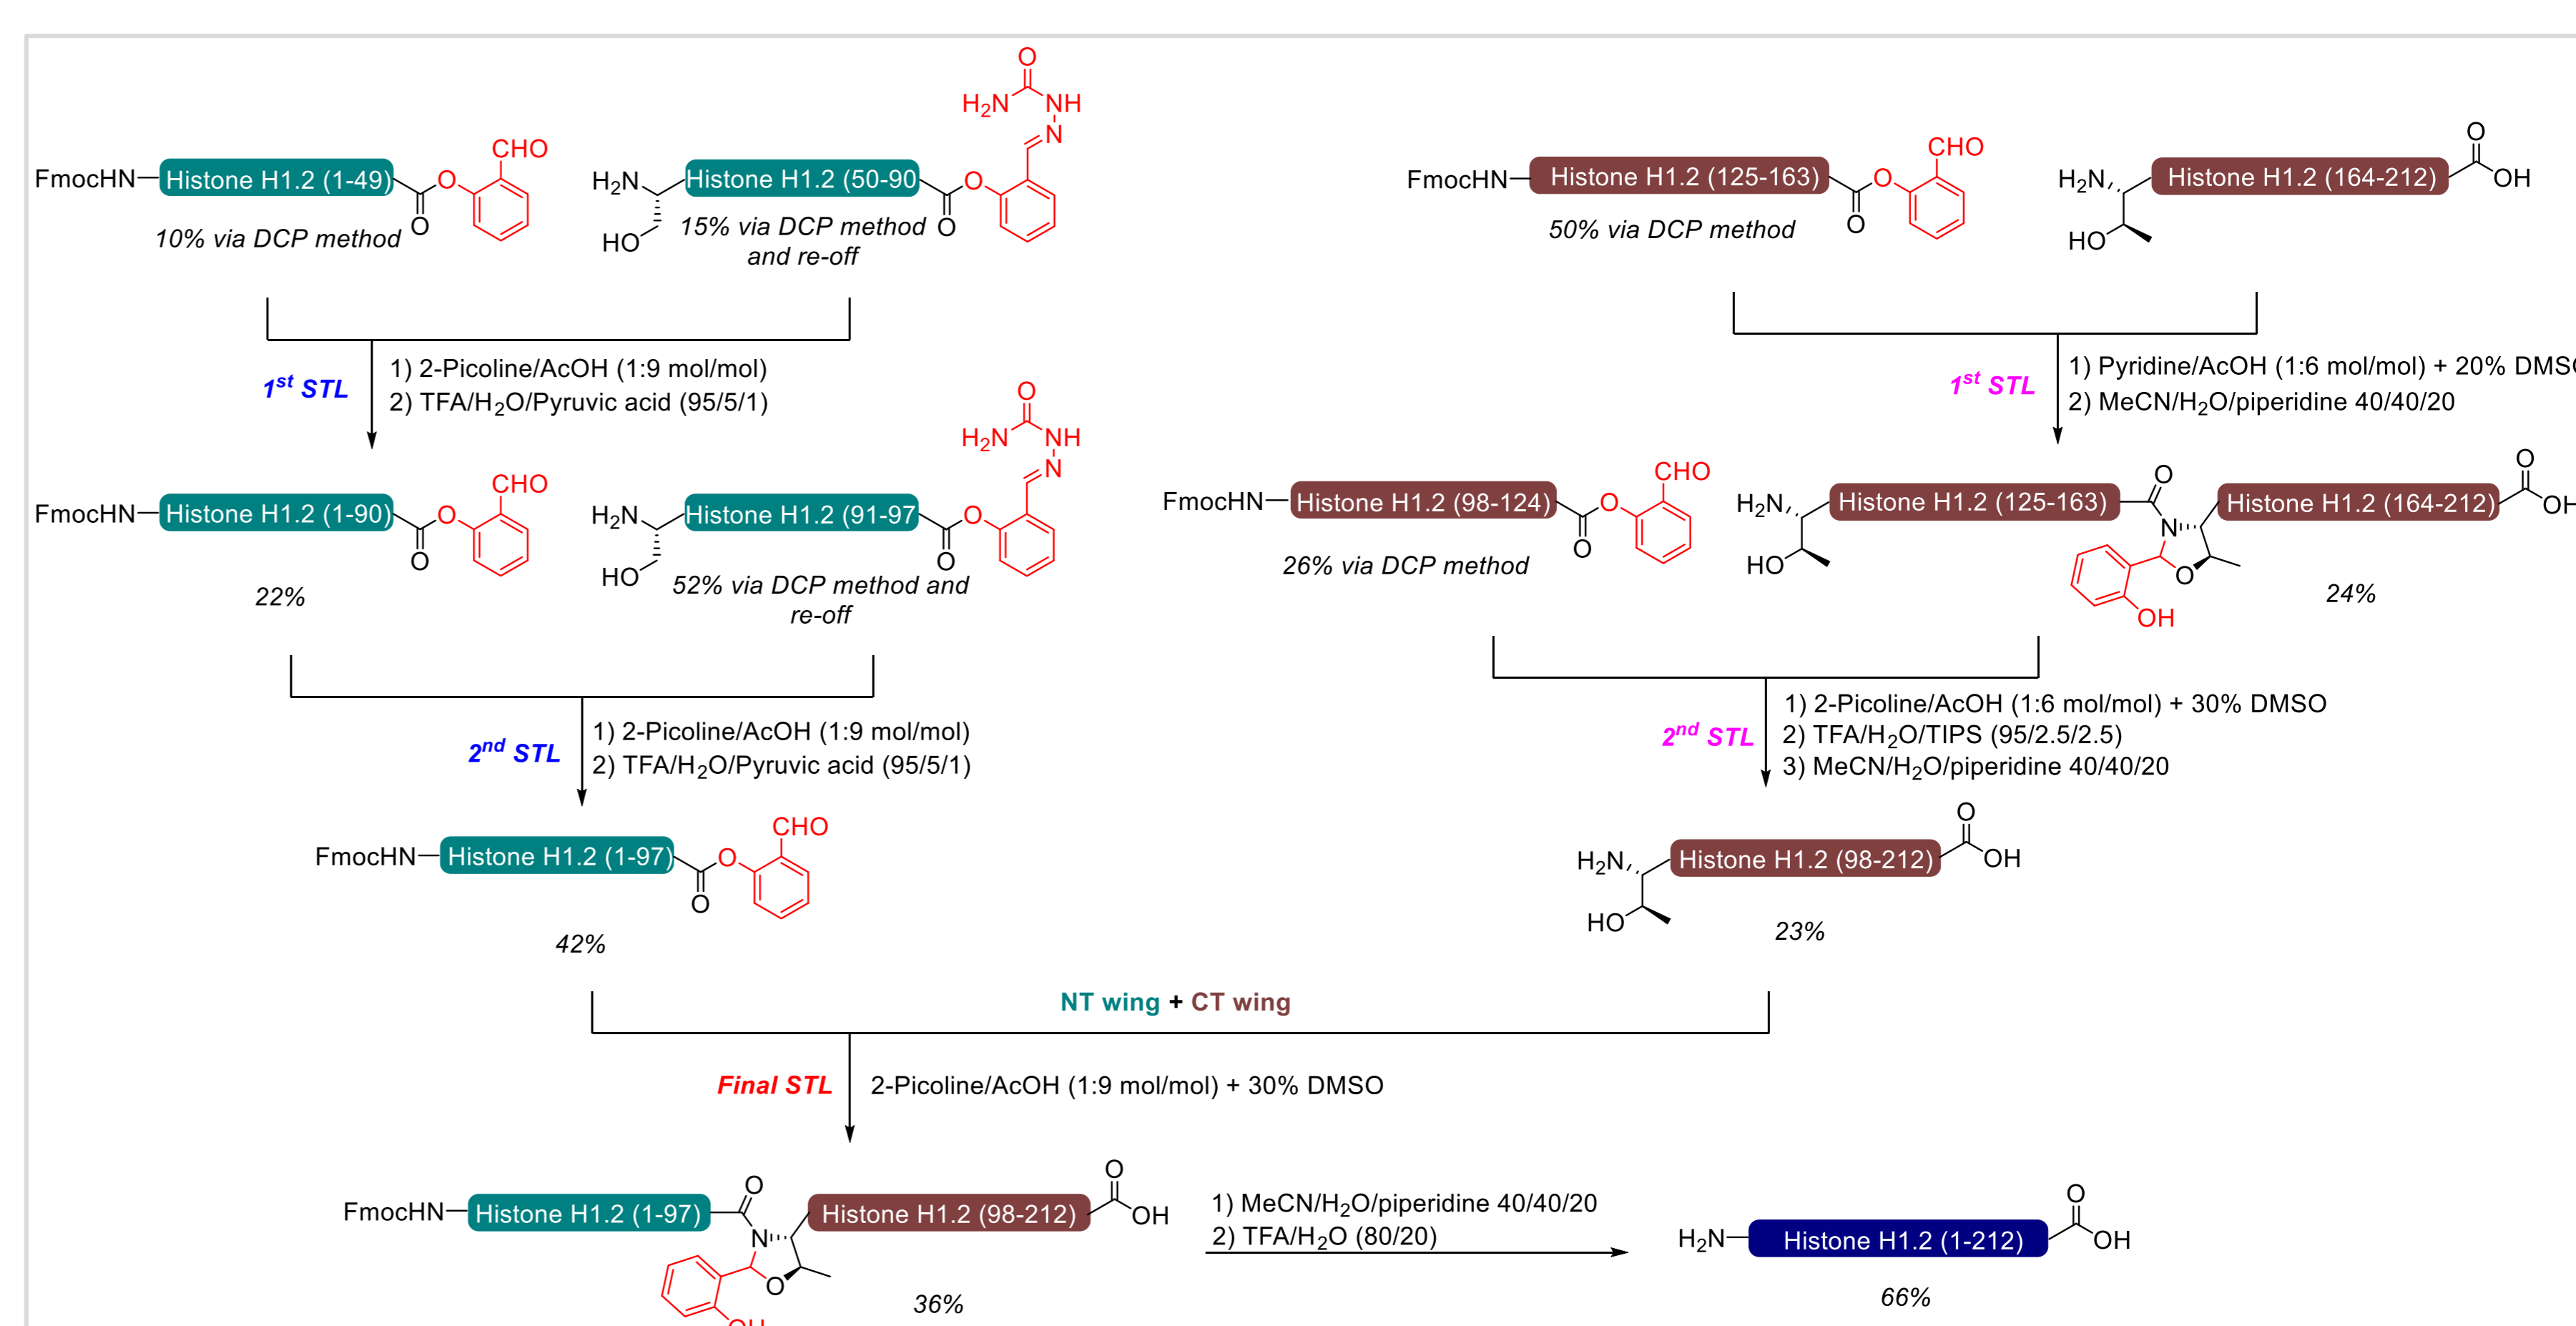 O
H₂N NH
N
CHO
FmocHN Histone H1.2 (1-49) O
O
H₂N Histone H1.2 (50-90 O
HO O
10% via DCP method
15% via DCP method
and re-off
CHO
FmocHN Histone H1.2 (125-163) O
O
50% via DCP method
O
H₂N Histone H1.2 (164-212) OH
HO
1st STL
1) 2-Picoline/AcOH (1:9 mol/mol)
2) TFA/H₂O/Pyruvic acid (95/5/1)
1st STL
1) Pyridine/AcOH (1:6 mol/mol) + 20% DMS
2) MeCN/H₂O/piperidine 40/40/20
O
H₂N NH
N
CHO
FmocHN Histone H1.2 (1-90) O
O
22%
H₂N Histone H1.2 (91-97 O
HO O
52% via DCP method and
re-off
CHO
FmocHN Histone H1.2 (98-124) O
O
26% via DCP method
O O
H₂N Histone H1.2 (125-163) Histone H1.2 (164-212) OH
N
HO O
OH
24%
2nd STL
1) 2-Picoline/AcOH (1:9 mol/mol)
2) TFA/H₂O/Pyruvic acid (95/5/1)
2nd STL
1) 2-Picoline/AcOH (1:6 mol/mol) + 30% DMSO
2) TFA/H₂O/TIPS (95/2.5/2.5)
3) MeCN/H₂O/piperidine 40/40/20
CHO
FmocHN Histone H1.2 (1-97) O
O
42%
O
H₂N Histone H1.2 (98-212) OH
HO
23%
NT wing + CT wing
Final STL
2-Picoline/AcOH (1:9 mol/mol) + 30% DMSO
O O
FmocHN Histone H1.2 (1-97) Histone H1.2 (98-212) OH
N
O
OH
36%
1) MeCN/H₂O/piperidine 40/40/20
2) TFA/H₂O (80/20)
O
H₂N Histone H1.2 (1-212) OH
66%